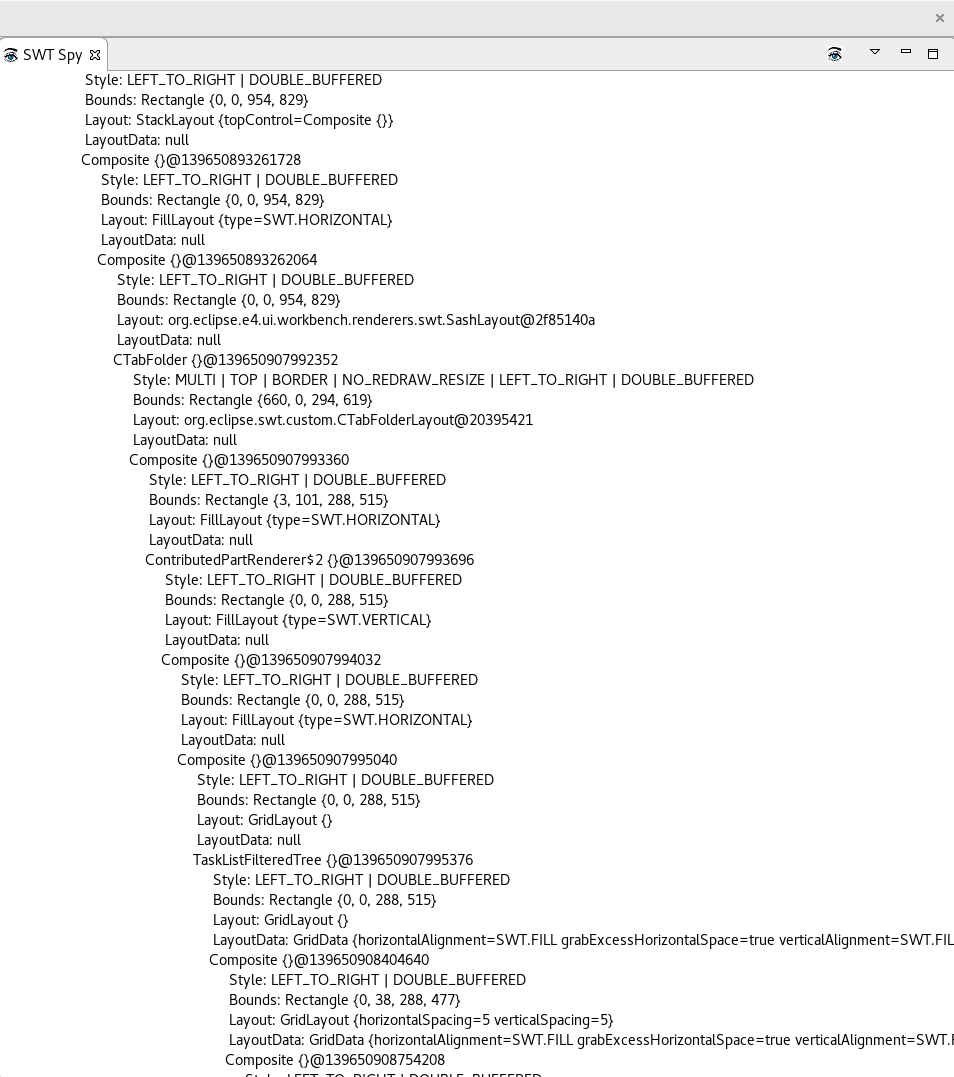 SWT Spy
Style: LEFT_TO_RIGHT | DOUBLE_BUFFERED
Bounds: Rectangle {0, 0, 954, 829}
Layout: StackLayout {topControl=Composite {}}
LayoutData: null
Composite {}@139650893261728
Style: LEFT_TO_RIGHT | DOUBLE_BUFFERED
Bounds: Rectangle {0, 0, 954, 829}
Layout: FillLayout {type=SWT.HORIZONTAL}
LayoutData: null
Composite {}@139650893262064
Style: LEFT_TO_RIGHT | DOUBLE_BUFFERED
Bounds: Rectangle {0, 0, 954, 829}
Layout: org.eclipse.e4.ui.workbench.renderers.swt.SashLayout@2f85140a
LayoutData: null
CTabFolder {}@139650907992352
Style: MULTI | TOP | BORDER | NO_REDRAW_RESIZE | LEFT_TO_RIGHT | DOUBLE_BUFFERED
Bounds: Rectangle {660, 0, 294, 619}
Layout: org.eclipse.swt.custom.CTabFolderLayout@20395421
LayoutData: null
Composite {}@139650907993360
Style: LEFT_TO_RIGHT | DOUBLE_BUFFERED
Bounds: Rectangle {3, 101, 288, 515}
Layout: FillLayout {type=SWT.HORIZONTAL}
LayoutData: null
ContributedPartRenderer$2 {}@139650907993696
Style: LEFT_TO_RIGHT | DOUBLE_BUFFERED
Bounds: Rectangle {0, 0, 288, 515}
Layout: FillLayout {type=SWT.VERTICAL}
LayoutData: null
Composite {}@139650907994032
Style: LEFT_TO_RIGHT | DOUBLE_BUFFERED
Bounds: Rectangle {0, 0, 288, 515}
Layout: FillLayout {type=SWT.HORIZONTAL}
LayoutData: null
Composite {}@139650907995040
Style: LEFT_TO_RIGHT | DOUBLE_BUFFERED
Bounds: Rectangle {0, 0, 288, 515}
Layout: GridLayout {}
LayoutData: null
TaskListFilteredTree {}@139650907995376
Style: LEFT_TO_RIGHT | DOUBLE_BUFFERED
Bounds: Rectangle {0, 0, 288, 515}
Layout: GridLayout {}
LayoutData: GridData {horizontalAlignment=SWT.FILL grabExcessHorizontalSpace=true verticalAlignment=SWT.FIL
Composite {}@139650908404640
Style: LEFT_TO_RIGHT | DOUBLE_BUFFERED
Bounds: Rectangle {0, 38, 288, 477}
Layout: GridLayout {horizontalSpacing=5 verticalSpacing=5}
LayoutData: GridData {horizontalAlignment=SWT.FILL grabExcessHorizontalSpace=true verticalAlignment=SWT.F
Composite {}@139650908754208
Style: LEFT_TO_RIGHT | DOUBLE_BUFFERED